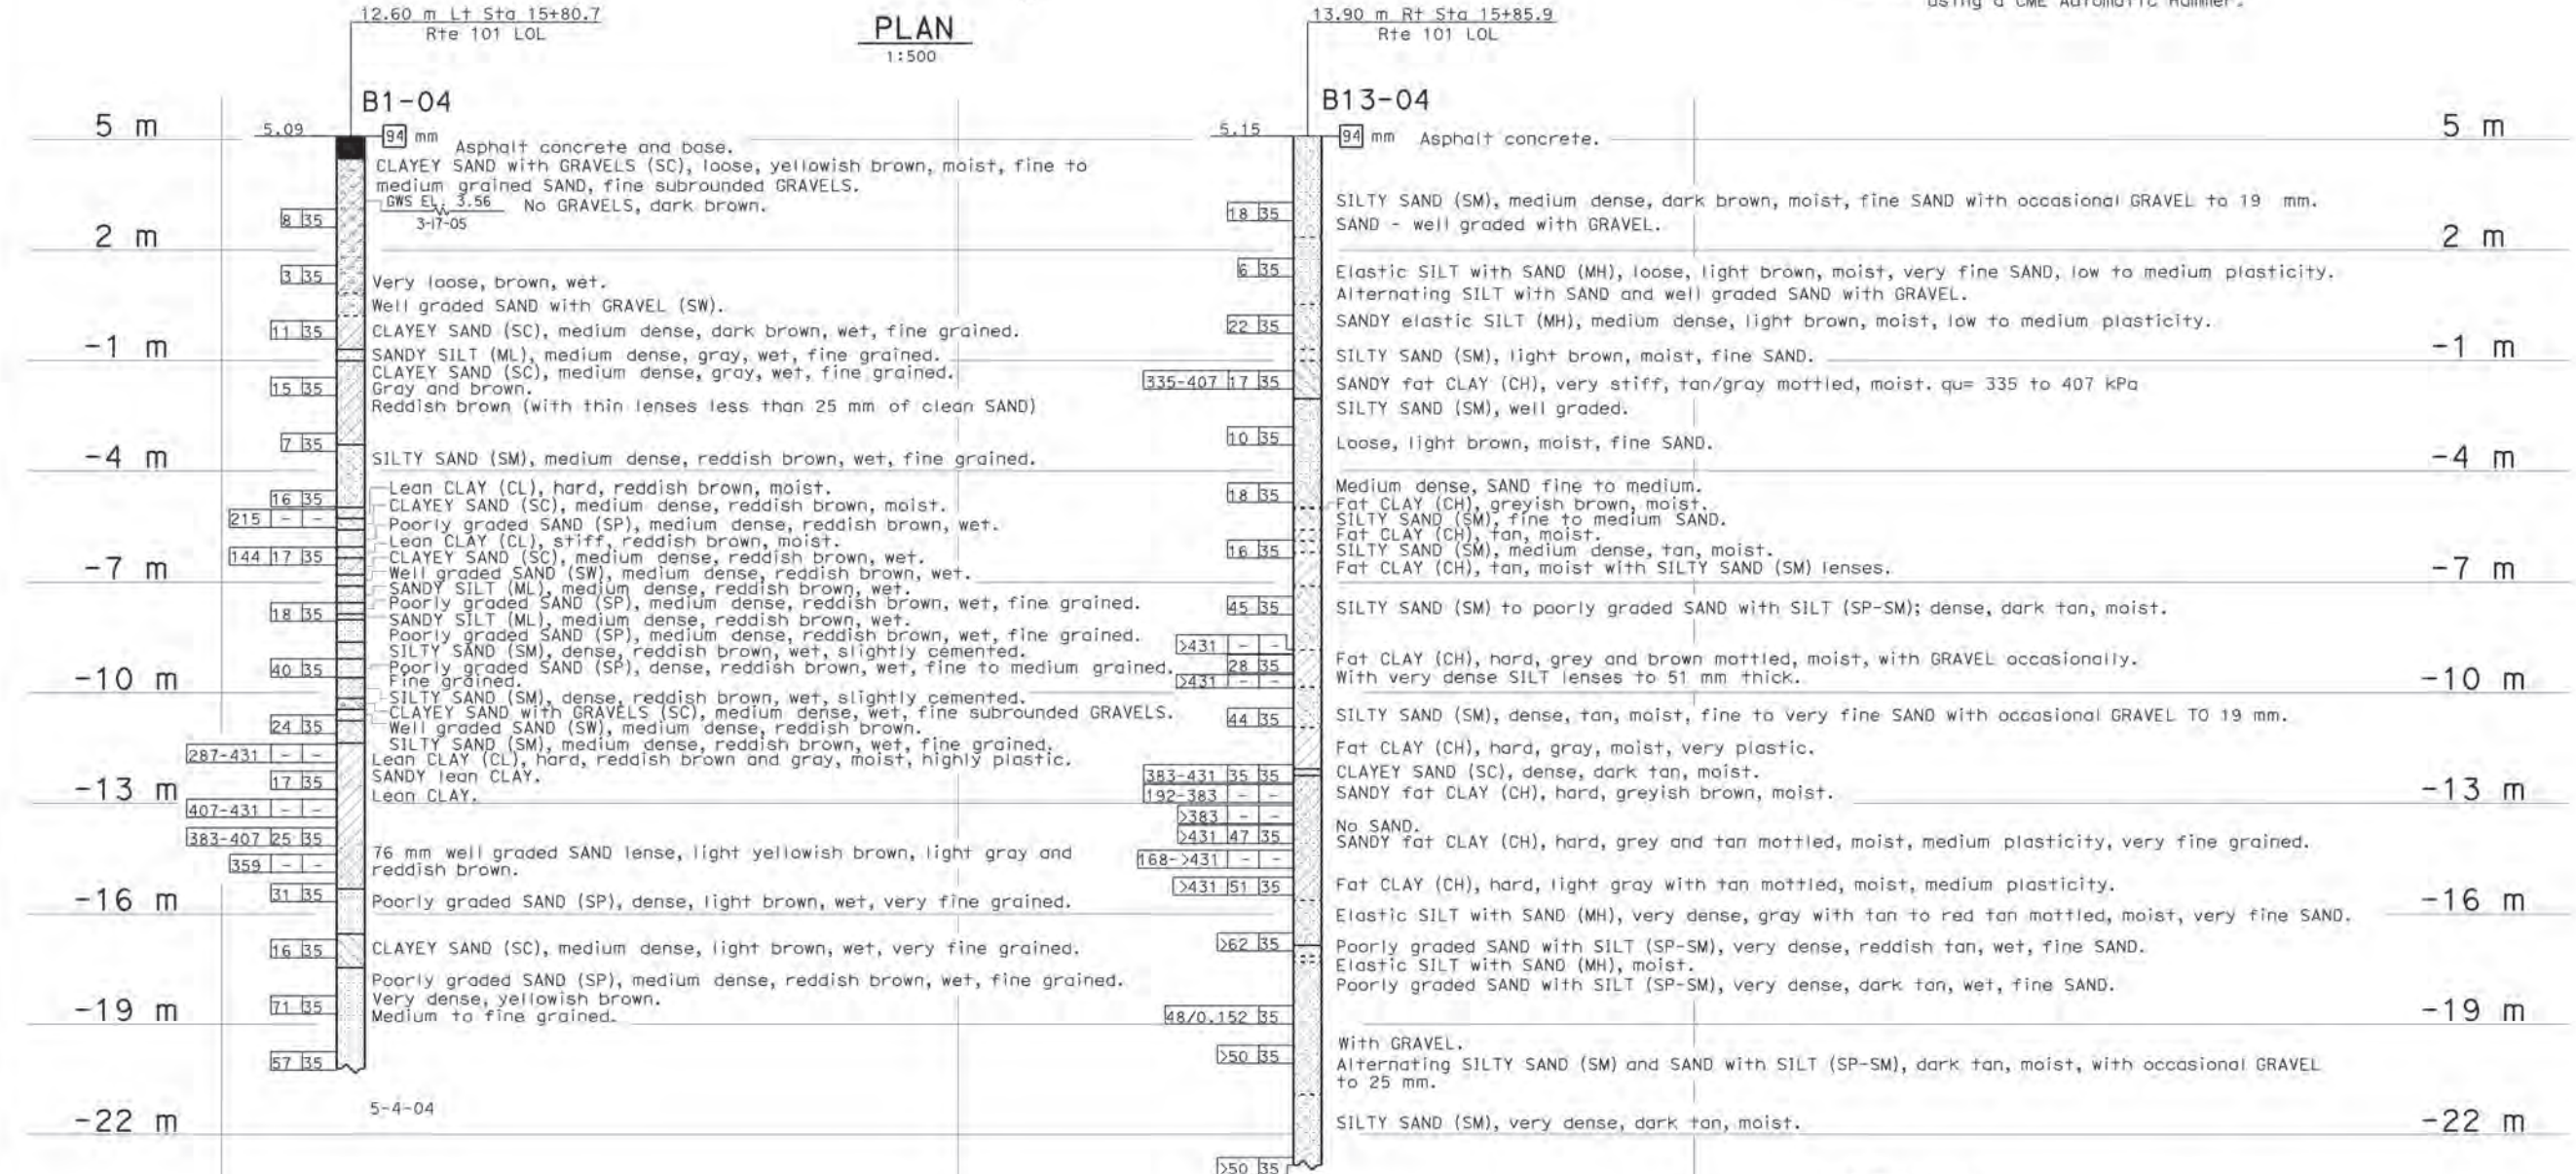 12.60 m Lt Sta 15+80.7
Rte 101 LOL
PLAN
1:500
13.90 m Rt Sta 15+85.9
Rte 101 LOL
using a CME Automatic Hammer.
B1-04
5.09
94 mm Asphalt concrete and base.
CLAYEY SAND with GRAVELS (SC), loose, yellowish brown, moist, fine to
medium grained SAND, fine subrounded GRAVELS.
GWS EL. 3.56 No GRAVELS, dark brown.
3-17-05
8 35
3 35
Very loose, brown, wet.
Well graded SAND with GRAVEL (SW).
11 35
CLAYEY SAND (SC), medium dense, dark brown, wet, fine grained.
SANDY SILT (ML), medium dense, gray, wet, fine grained.
CLAYEY SAND (SC), medium dense, gray, wet, fine grained.
15 35
Gray and brown.
Reddish brown (with thin lenses less than 25 mm of clean SAND)
7 35
SILTY SAND (SM), medium dense, reddish brown, wet, fine grained.
Lean CLAY (CL), hard, reddish brown, moist.
16 35
CLAYEY SAND (SC), medium dense, reddish brown, moist.
215 - -
Poorly graded SAND (SP), medium dense, reddish brown, wet.
Lean CLAY (CL), stiff, reddish brown, moist.
144 17 35
CLAYEY SAND (SC), medium dense, reddish brown, wet.
Well graded SAND (SW), medium dense, reddish brown, wet.
SANDY SILT (ML), medium dense, reddish brown, wet.
Poorly graded SAND (SP), medium dense, reddish brown, wet, fine grained.
18 35
SANDY SILT (ML), medium dense, reddish brown, wet.
Poorly graded SAND (SP), medium dense, reddish brown, wet, fine grained.
SILTY SAND (SM), dense, reddish brown, wet, slightly cemented.
40 35
Poorly graded SAND (SP), dense, reddish brown, wet, fine to medium grained.
Fine grained.
SILTY SAND (SM), dense, reddish brown, wet, slightly cemented.
CLAYEY SAND with GRAVELS (SC), medium dense, wet, fine subrounded GRAVELS.
24 35
Well graded SAND (SW), medium dense, reddish brown.
SILTY SAND (SM), medium dense, reddish brown, wet, fine grained.
287-431 - -
Lean CLAY (CL), hard, reddish brown and gray, moist, highly plastic.
17 35
SANDY lean CLAY.
Lean CLAY.
407-431 - -
383-407 25 35
76 mm well graded SAND lense, light yellowish brown, light gray and
reddish brown.
359 - -
31 35
Poorly graded SAND (SP), dense, light brown, wet, very fine grained.
16 35
CLAYEY SAND (SC), medium dense, light brown, wet, very fine grained.
Poorly graded SAND (SP), medium dense, reddish brown, wet, fine grained.
Very dense, yellowish brown.
71 35
Medium to fine grained.
57 35
5-4-04
5 m
2 m
-1 m
-4 m
-7 m
-10 m
-13 m
-16 m
-19 m
-22 m
B13-04
5.15
94 mm Asphalt concrete.
SILTY SAND (SM), medium dense, dark brown, moist, fine SAND with occasional GRAVEL to 19 mm.
18 35
SAND - well graded with GRAVEL.
6 35
Elastic SILT with SAND (MH), loose, light brown, moist, very fine SAND, low to medium plasticity.
Alternating SILT with SAND and well graded SAND with GRAVEL.
22 35
SANDY elastic SILT (MH), medium dense, light brown, moist, low to medium plasticity.
SILTY SAND (SM), light brown, moist, fine SAND.
335-407 17 35
SANDY fat CLAY (CH), very stiff, tan/gray mottled, moist. qu= 335 to 407 kPa
SILTY SAND (SM), well graded.
10 35
Loose, light brown, moist, fine SAND.
Medium dense, SAND fine to medium.
18 35
Fat CLAY (CH), greyish brown, moist.
SILTY SAND (SM), fine to medium SAND.
Fat CLAY (CH), tan, moist.
16 35
SILTY SAND (SM), medium dense, tan, moist.
Fat CLAY (CH), tan, moist with SILTY SAND (SM) lenses.
45 35
SILTY SAND (SM) to poorly graded SAND with SILT (SP-SM); dense, dark tan, moist.
>431 - -
Fat CLAY (CH), hard, grey and brown mottled, moist, with GRAVEL occasionally.
28 35
With very dense SILT lenses to 51 mm thick.
>431 - -
44 35
SILTY SAND (SM), dense, tan, moist, fine to very fine SAND with occasional GRAVEL TO 19 mm.
Fat CLAY (CH), hard, gray, moist, very plastic.
383-431 35 35
CLAYEY SAND (SC), dense, dark tan, moist.
192-383 - -
SANDY fat CLAY (CH), hard, greyish brown, moist.
>383 - -
No SAND.
>431 47 35
SANDY fat CLAY (CH), hard, grey and tan mottled, moist, medium plasticity, very fine grained.
168->431 - -
>431 51 35
Fat CLAY (CH), hard, light gray with tan mottled, moist, medium plasticity.
Elastic SILT with SAND (MH), very dense, gray with tan to red tan mottled, moist, very fine SAND.
>62 35
Poorly graded SAND with SILT (SP-SM), very dense, reddish tan, wet, fine SAND.
Elastic SILT with SAND (MH), moist.
Poorly graded SAND with SILT (SP-SM), very dense, dark tan, wet, fine SAND.
48/0.152 35
With GRAVEL.
>50 35
Alternating SILTY SAND (SM) and SAND with SILT (SP-SM), dark tan, moist, with occasional GRAVEL
to 25 mm.
SILTY SAND (SM), very dense, dark tan, moist.
>50 35
5 m
2 m
-1 m
-4 m
-7 m
-10 m
-13 m
-16 m
-19 m
-22 m